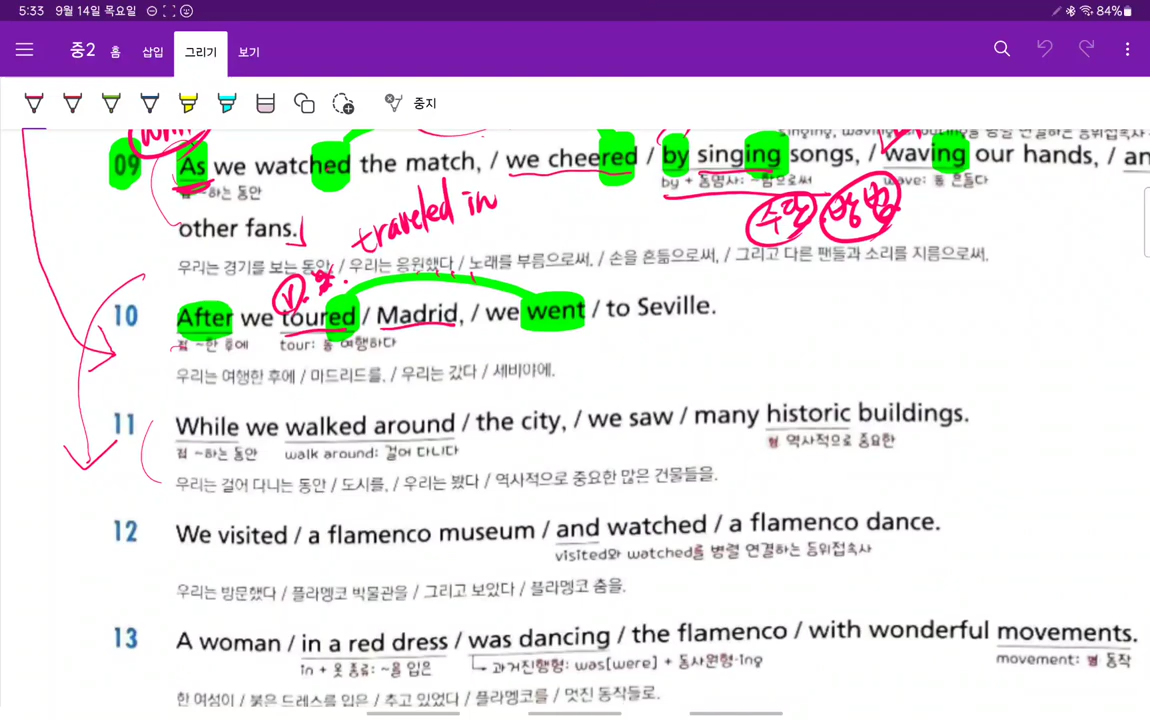 5:33 9월 14일 목요일 84%
중2 홈 삽입 그리기 보기
중지
09 As we watched the match, / we cheered / by singing songs, / waving our hands, / an
접 ~하는 동안 by + 동명사: ~함으로써 wave: 동 흔들다
수단 방법
other fans.
traveled in
우리는 경기를 보는 동안 / 우리는 응원했다 / 노래를 부름으로써, / 손을 흔듦으로써, / 그리고 다른 팬들과 소리를 지름으로써.
10 After we toured / Madrid, / we went / to Seville.
접 ~한 후에 tour: 동 여행하다
우리는 여행한 후에 / 마드리드를, / 우리는 갔다 / 세비야에.
11 While we walked around / the city, / we saw / many historic buildings.
접 ~하는 동안 walk around: 걸어 다니다 형 역사적으로 중요한
우리는 걸어 다니는 동안 / 도시를, / 우리는 봤다 / 역사적으로 중요한 많은 건물들을.
12 We visited / a flamenco museum / and watched / a flamenco dance.
visited와 watched를 병렬 연결하는 등위접속사
우리는 방문했다 / 플라멩코 박물관을 / 그리고 보았다 / 플라멩코 춤을.
13 A woman / in a red dress / was dancing / the flamenco / with wonderful movements.
in + 옷 종류: ~을 입은 과거진행형: was[were] + 동사원형-ing movement: 명 동작
한 여성이 / 붉은 드레스를 입은 / 추고 있었다 / 플라멩코를 / 멋진 동작들로.